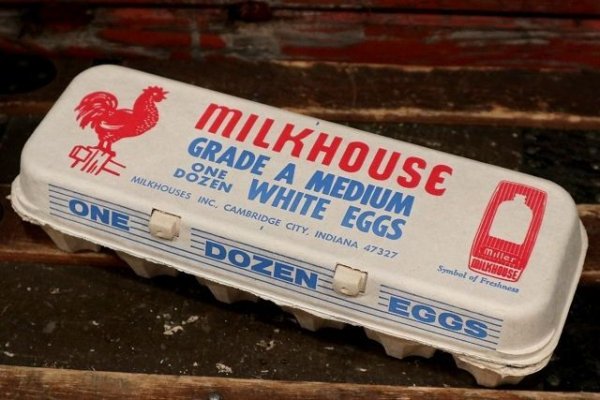 MILKHOUSE
GRADE A MEDIUM
ONE DOZEN WHITE EGGS
MILKHOUSES INC. CAMBRIDGE CITY, INDIANA 47327
Miller
MILKHOUSE
Symbol of Freshness
ONE DOZEN EGGS